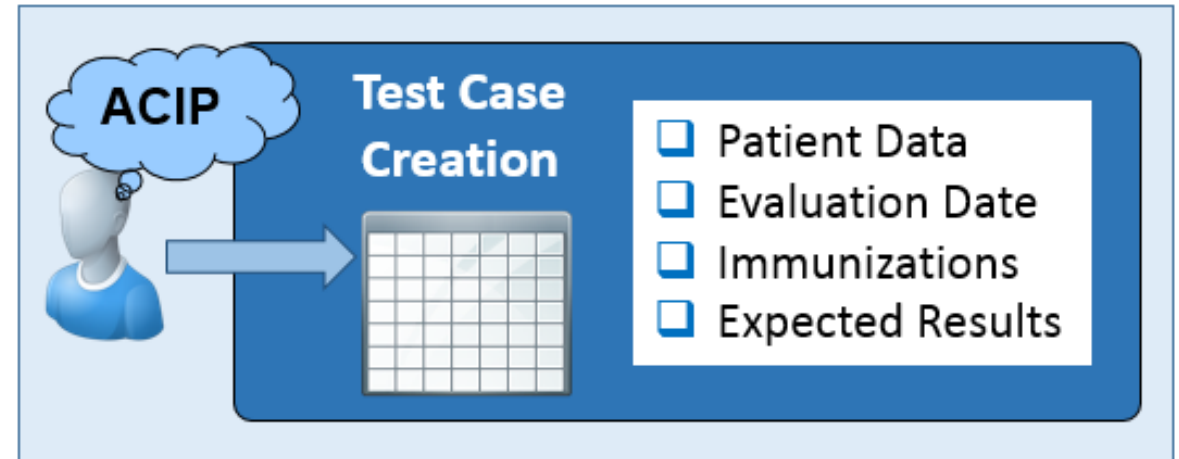 ACIP
Test Case
Creation
Patient Data
Evaluation Date
Immunizations
Expected Results